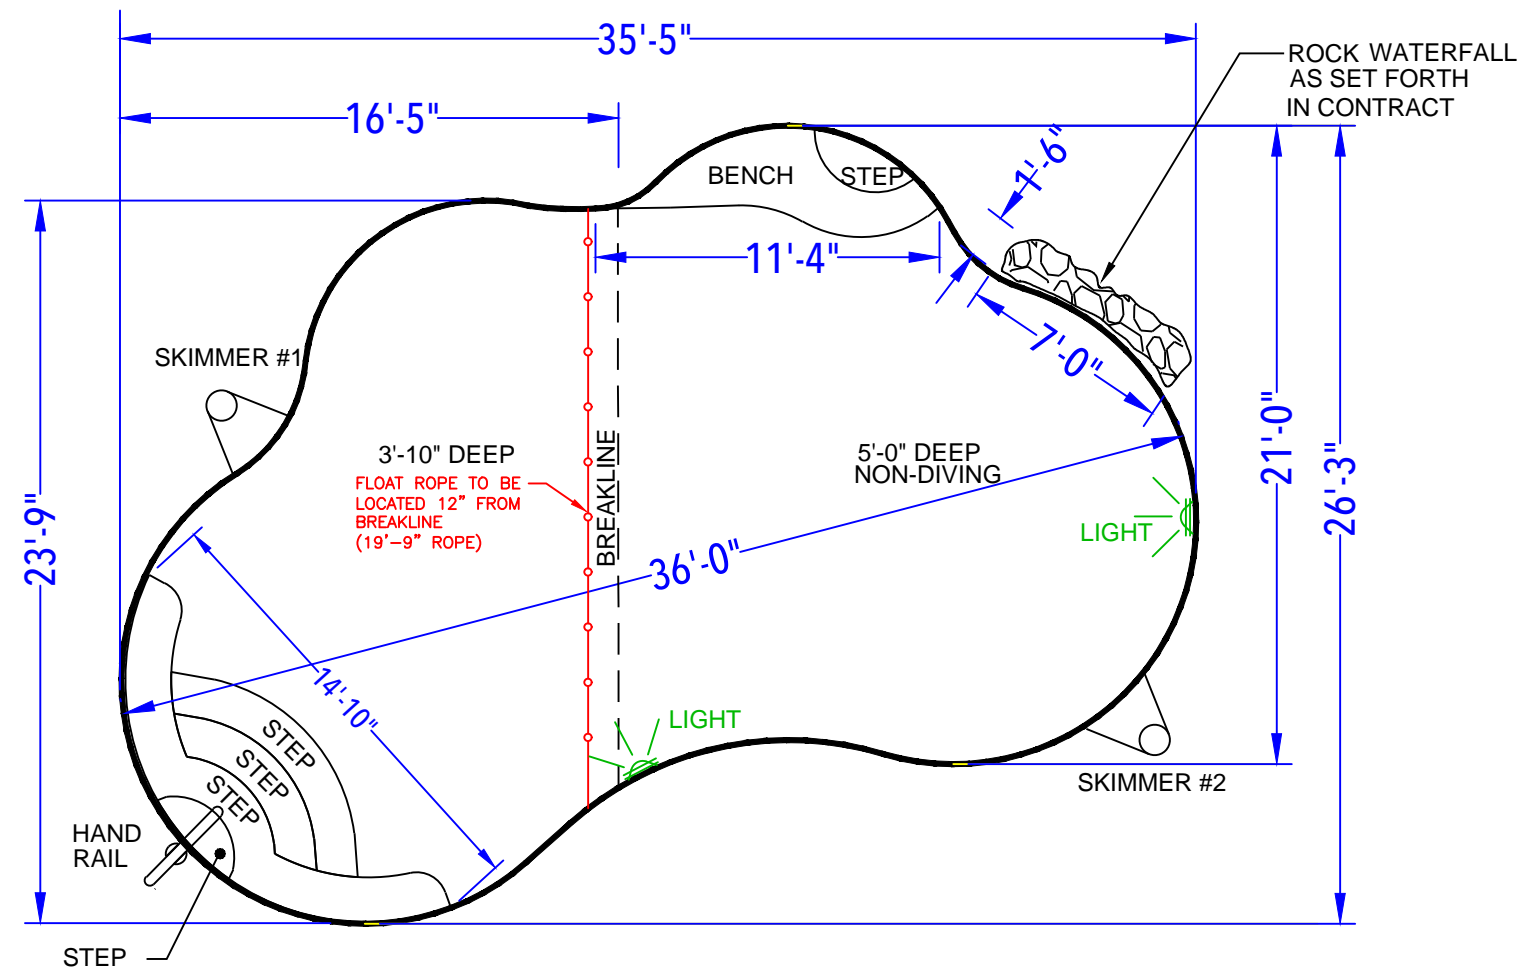 35'-5"
ROCK WATERFALL
AS SET FORTH
IN CONTRACT
16'-5"
1'-6"
BENCH
STEP
11'-4"
7'-0"
SKIMMER #1
3'-10" DEEP
FLOAT ROPE TO BE
LOCATED 12” FROM
BREAKLINE
(19'-9” ROPE)
BREAKLINE
5'-0" DEEP
NON-DIVING
21'-0"
26'-3"
23'-9"
LIGHT
36'-0"
14'-10"
LIGHT
STEP
STEP
STEP
SKIMMER #2
HAND
RAIL
STEP